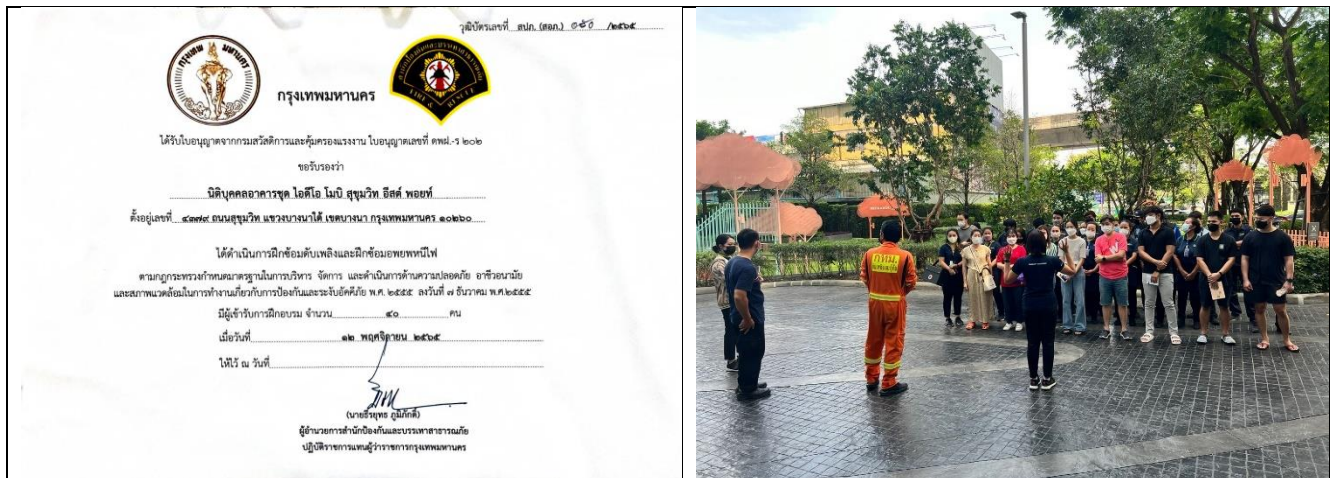 วุฒิบัตรเลขที่ สปภ. (สอภ.) ๐๕๐ /๒๕๖๕
กรุงเทพมหานคร
FIRE & RESCUE
กรุงเทพมหานคร
ได้รับใบอนุญาตจากกรมสวัสดิการและคุ้มครองแรงงาน ใบอนุญาตเลขที่ ดพฝ.-ร ๒๐๒
ขอรับรองว่า
นิติบุคคลอาคารชุด ไอดีโอ โมบิ สุขุมวิท อีสต์ พอยท์
ตั้งอยู่เลขที่ ๔๓๗๙ ถนนสุขุมวิท แขวงบางนาใต้ เขตบางนา กรุงเทพมหานคร ๑๐๒๖๐
ได้ดำเนินการฝึกซ้อมดับเพลิงและฝึกซ้อมอพยพหนีไฟ
ตามกฎกระทรวงกำหนดมาตรฐานในการบริหาร จัดการ และดำเนินการด้านความปลอดภัย อาชีวอนามัย
และสภาพแวดล้อมในการทำงานเกี่ยวกับการป้องกันและระงับอัคคีภัย พ.ศ. ๒๕๕๕ ลงวันที่ ๗ ธันวาคม พ.ศ.๒๕๕๕
มีผู้เข้ารับการฝึกอบรม จำนวน ๔๐ คน
เมื่อวันที่ ๑๒ พฤศจิกายน ๒๕๖๕
ให้ไว้ ณ วันที่
(นายธีรยุทธ ภูมิภักดิ์)
ผู้อำนวยการสำนักป้องกันและบรรเทาสาธารณภัย
ปฏิบัติราชการแทนผู้ว่าราชการกรุงเทพมหานคร
กทม.